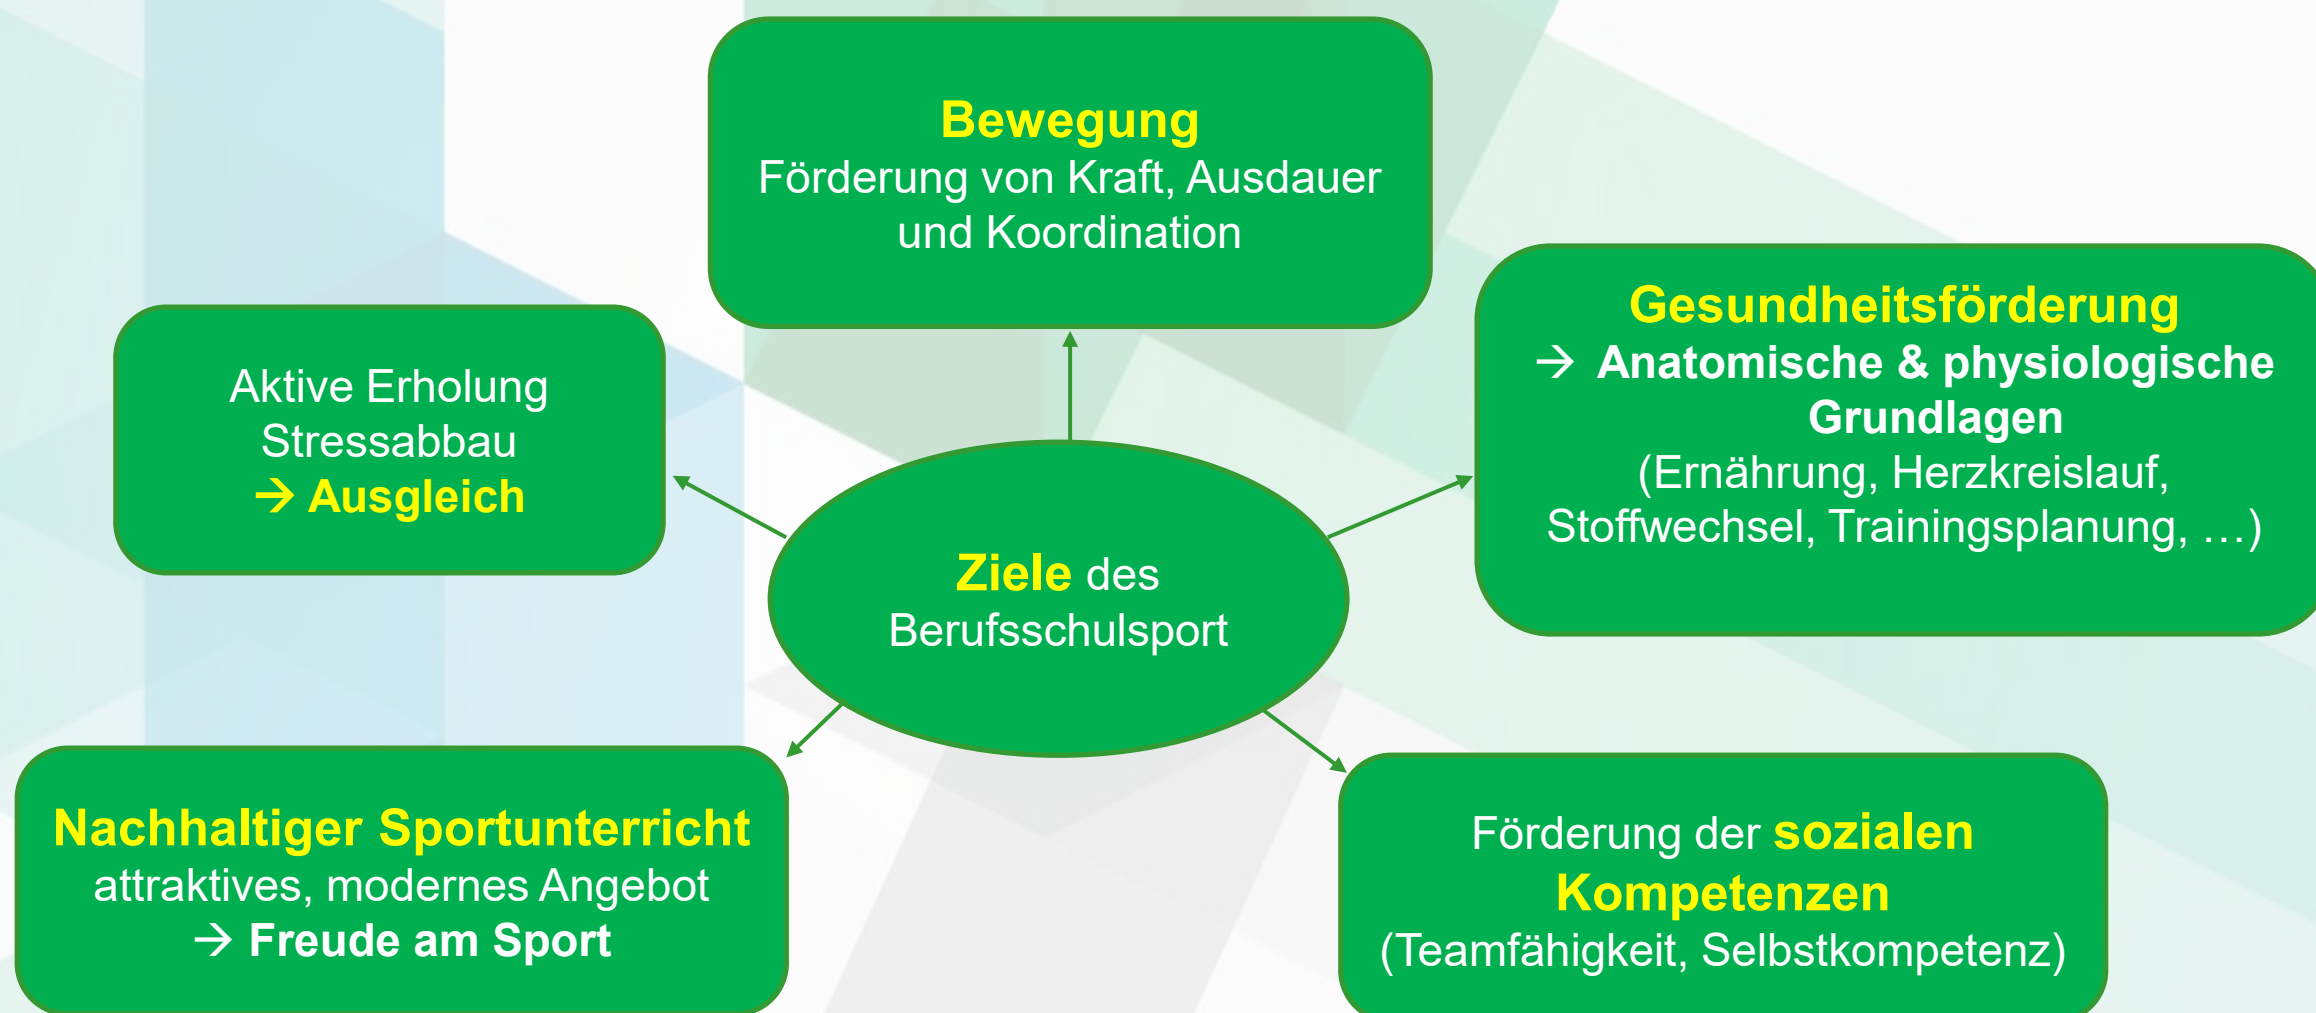 Bewegung
Förderung von Kraft, Ausdauer
und Koordination
Gesundheitsförderung
→ Anatomische & physiologische
Grundlagen
(Ernährung, Herzkreislauf,
Stoffwechsel, Trainingsplanung, …)
Aktive Erholung
Stressabbau
→ Ausgleich
Ziele des
Berufsschulsport
Nachhaltiger Sportunterricht
attraktives, modernes Angebot
→ Freude am Sport
Förderung der sozialen
Kompetenzen
(Teamfähigkeit, Selbstkompetenz)